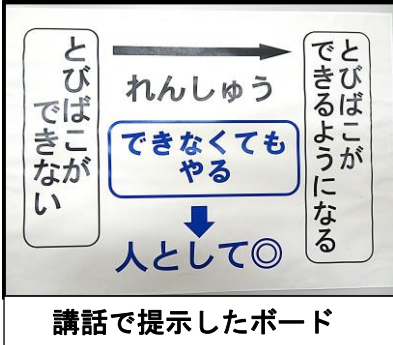 とびばこが
できない
れんしゅう
とびばこが
できるようになる
できなくても
やる
人として◎
講話で提示したボード